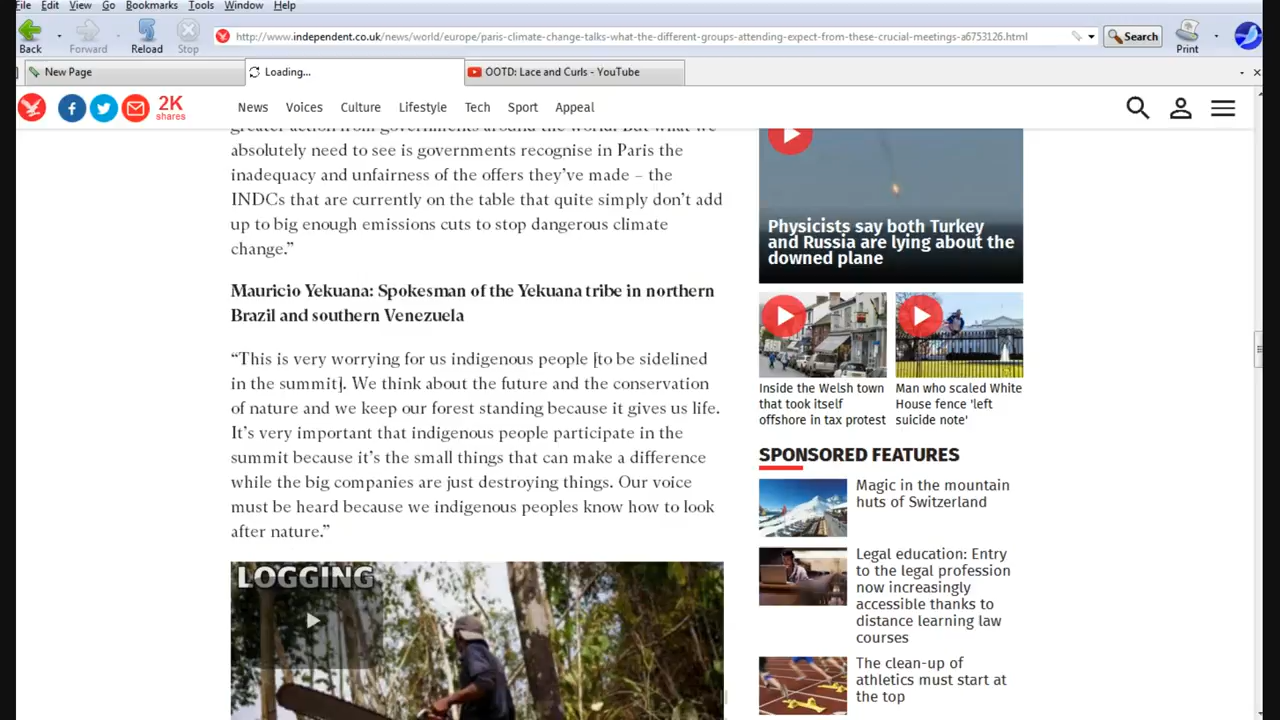 File Edit View Go Bookmarks Tools Window Help
Back Forward Reload Stop
http://www.independent.co.uk/news/world/europe/paris-climate-change-talks-what-the-different-groups-attending-expect-from-these-crucial-meetings-a6753126.html
Search
Print
New Page
Loading...
OOTD: Lace and Curls - YouTube
2K
shares
News Voices Culture Lifestyle Tech Sport Appeal
greater action from governments around the world. But what we
absolutely need to see is governments recognise in Paris the
inadequacy and unfairness of the offers they’ve made – the
INDCs that are currently on the table that quite simply don’t add
up to big enough emissions cuts to stop dangerous climate
change.”
Mauricio Yekuana: Spokesman of the Yekuana tribe in northern
Brazil and southern Venezuela
“This is very worrying for us indigenous people [to be sidelined
in the summit]. We think about the future and the conservation
of nature and we keep our forest standing because it gives us life.
It’s very important that indigenous people participate in the
summit because it’s the small things that can make a difference
while the big companies are just destroying things. Our voice
must be heard because we indigenous peoples know how to look
after nature.”
LOGGING
Physicists say both Turkey
and Russia are lying about the
downed plane
Inside the Welsh town
that took itself
offshore in tax protest
Man who scaled White
House fence 'left
suicide note'
SPONSORED FEATURES
Magic in the mountain
huts of Switzerland
Legal education: Entry
to the legal profession
now increasingly
accessible thanks to
distance learning law
courses
The clean-up of
athletics must start at
the top